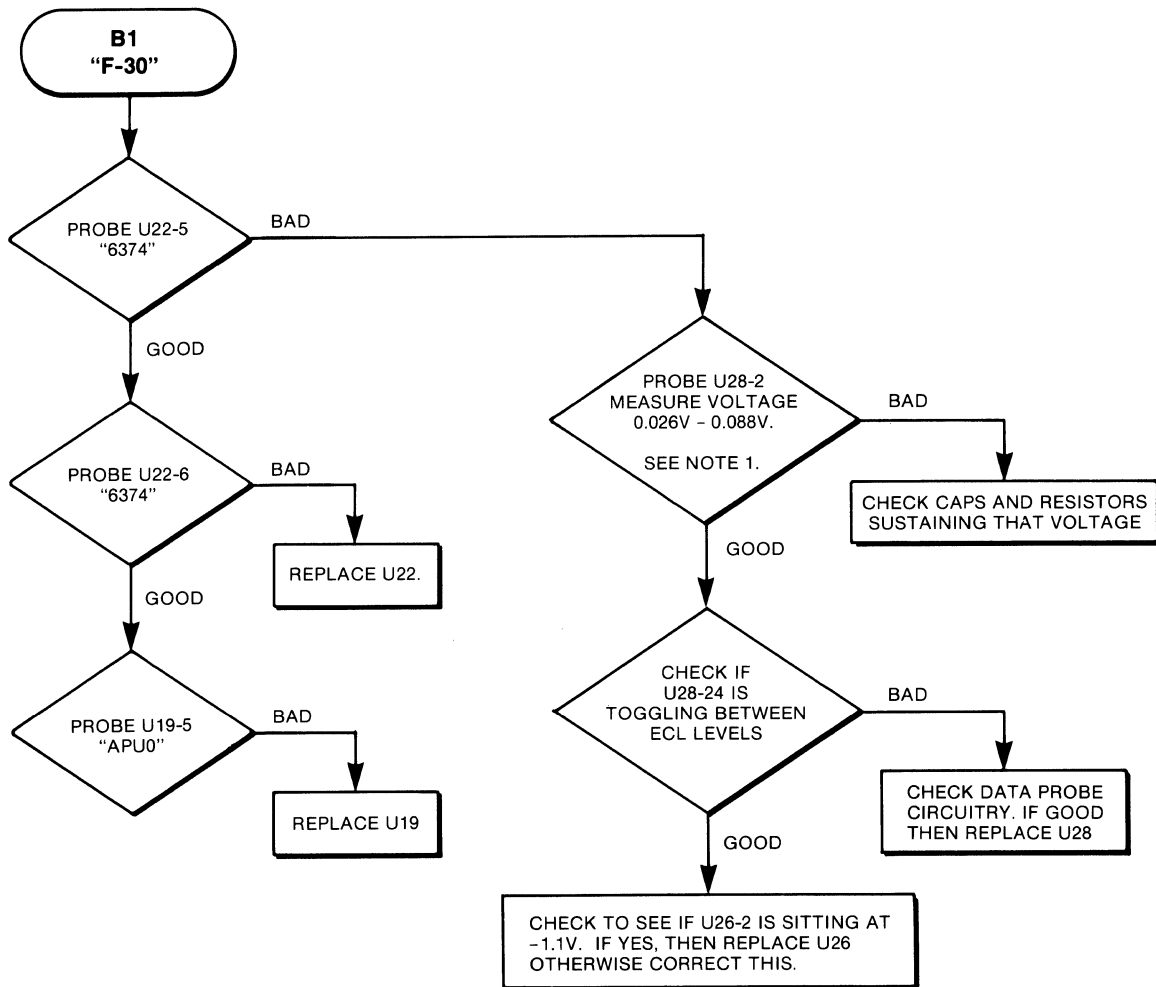 B1
“F-30”
PROBE U22-5
“6374”
BAD
GOOD
PROBE U22-6
“6374”
BAD
REPLACE U22.
GOOD
PROBE U19-5
“APU0”
BAD
REPLACE U19
PROBE U28-2
MEASURE VOLTAGE
0.026V – 0.088V.
SEE NOTE 1.
BAD
CHECK CAPS AND RESISTORS
SUSTAINING THAT VOLTAGE
GOOD
CHECK IF
U28-24 IS
TOGGLING BETWEEN
ECL LEVELS
BAD
CHECK DATA PROBE
CIRCUITRY. IF GOOD
THEN REPLACE U28
GOOD
CHECK TO SEE IF U26-2 IS SITTING AT
–1.1V. IF YES, THEN REPLACE U26
OTHERWISE CORRECT THIS.